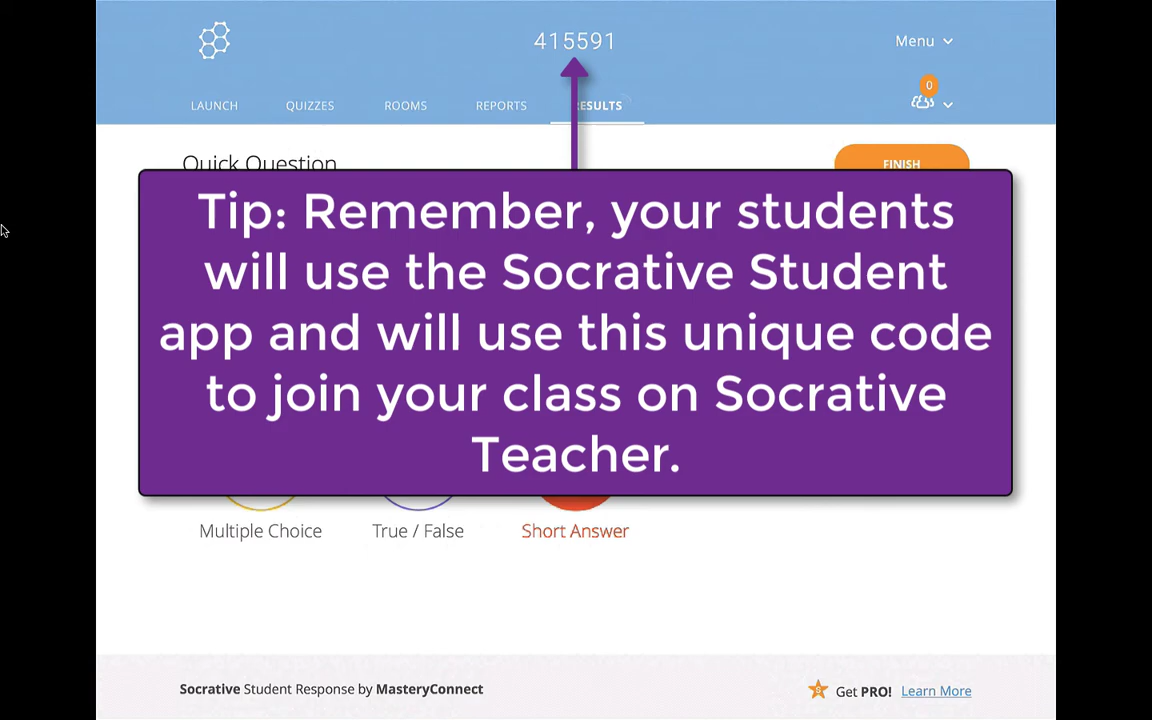 415591
Menu
0
LAUNCH QUIZZES ROOMS REPORTS ESULTS
Quick Question
FINISH
Tip: Remember, your students
will use the Socrative Student
app and will use this unique code
to join your class on Socrative
Teacher.
Multiple Choice True / False Short Answer
Socrative Student Response by MasteryConnect
Get PRO! Learn More